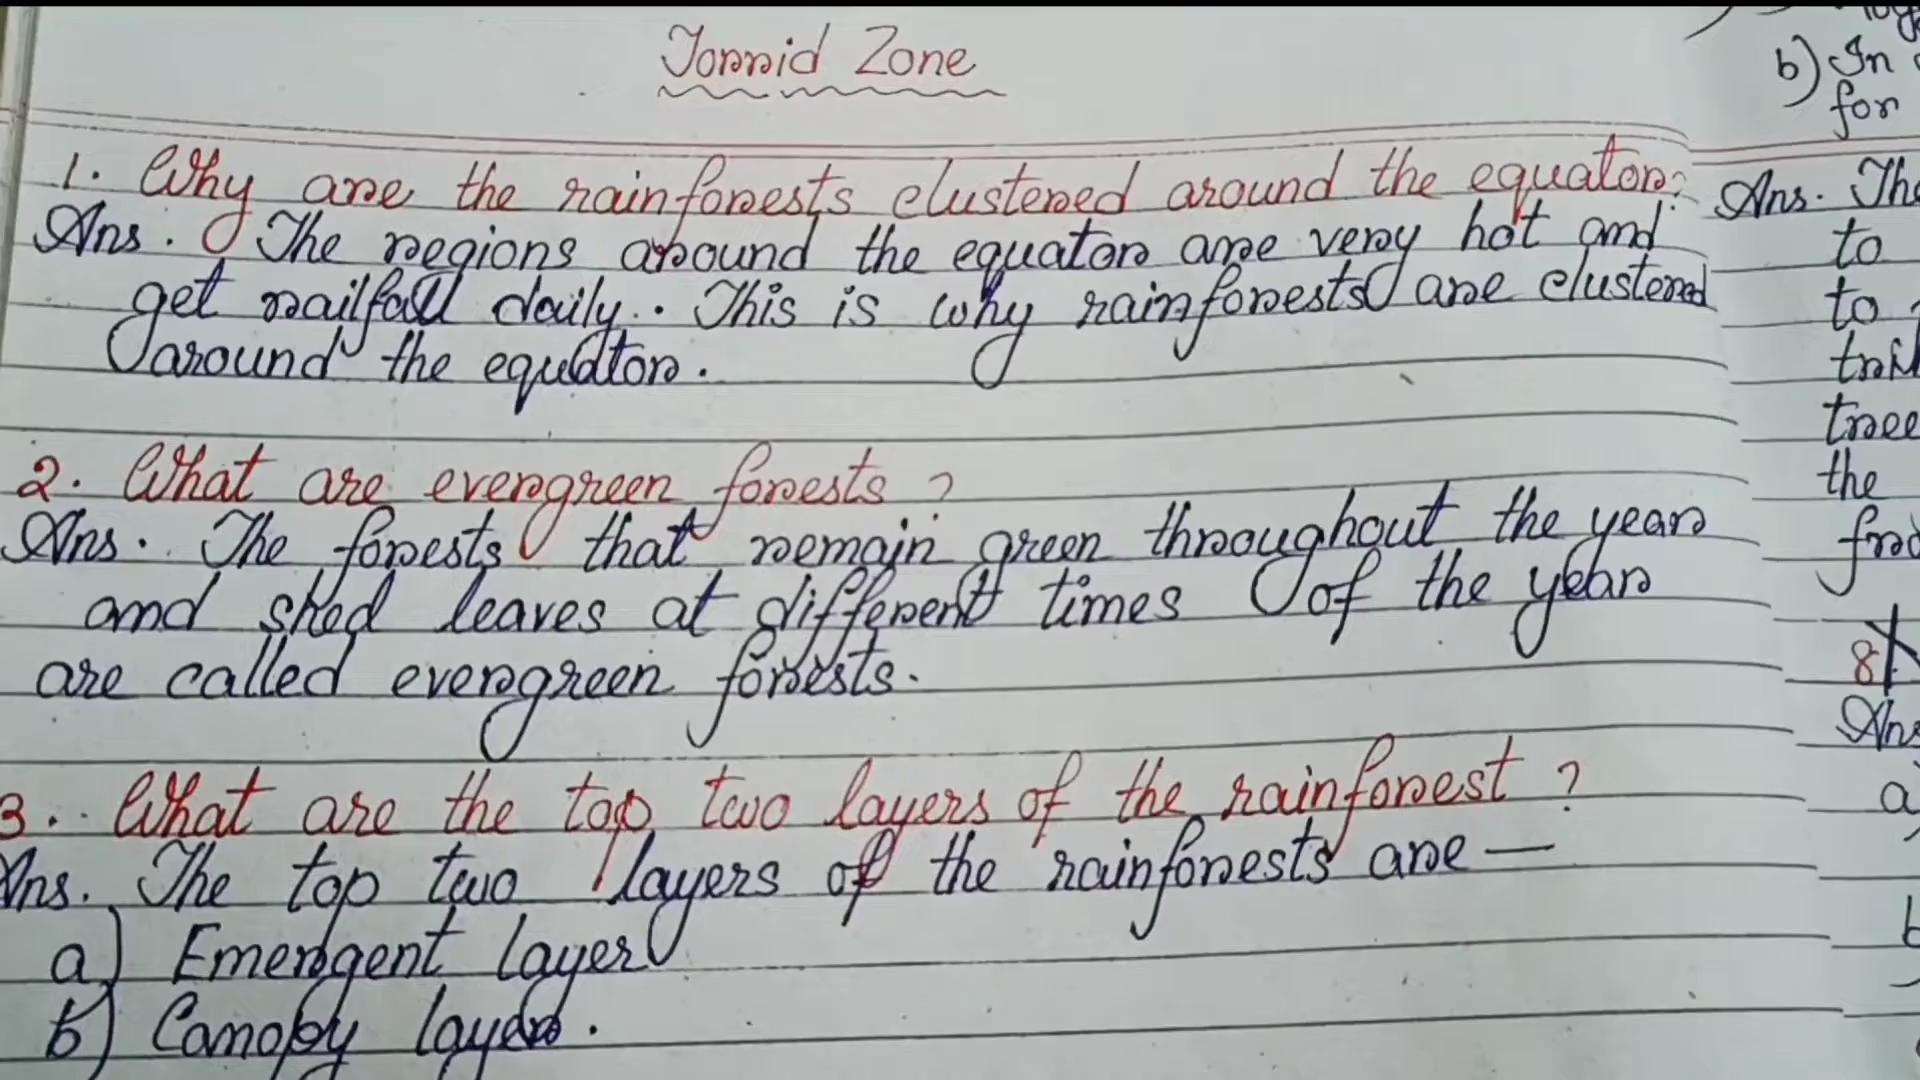 Torrid Zone
1. Why are the rainforests clustered around the equator?
Ans. The regions around the equator are very hot and
get railfall daily. This is why rainforests are clustered
around the equator.
2. What are evergreen forests?
Ans. The forests that remain green throughout the year
and shed leaves at different times of the year
are called evergreen forests.
3. What are the top two layers of the rainforest?
Ans. The top two layers of the rainforests are —
a) Emergent layer
b) Canopy layer.
b) In
for
Ans. The
to
to
tree
the
8
Ans
a